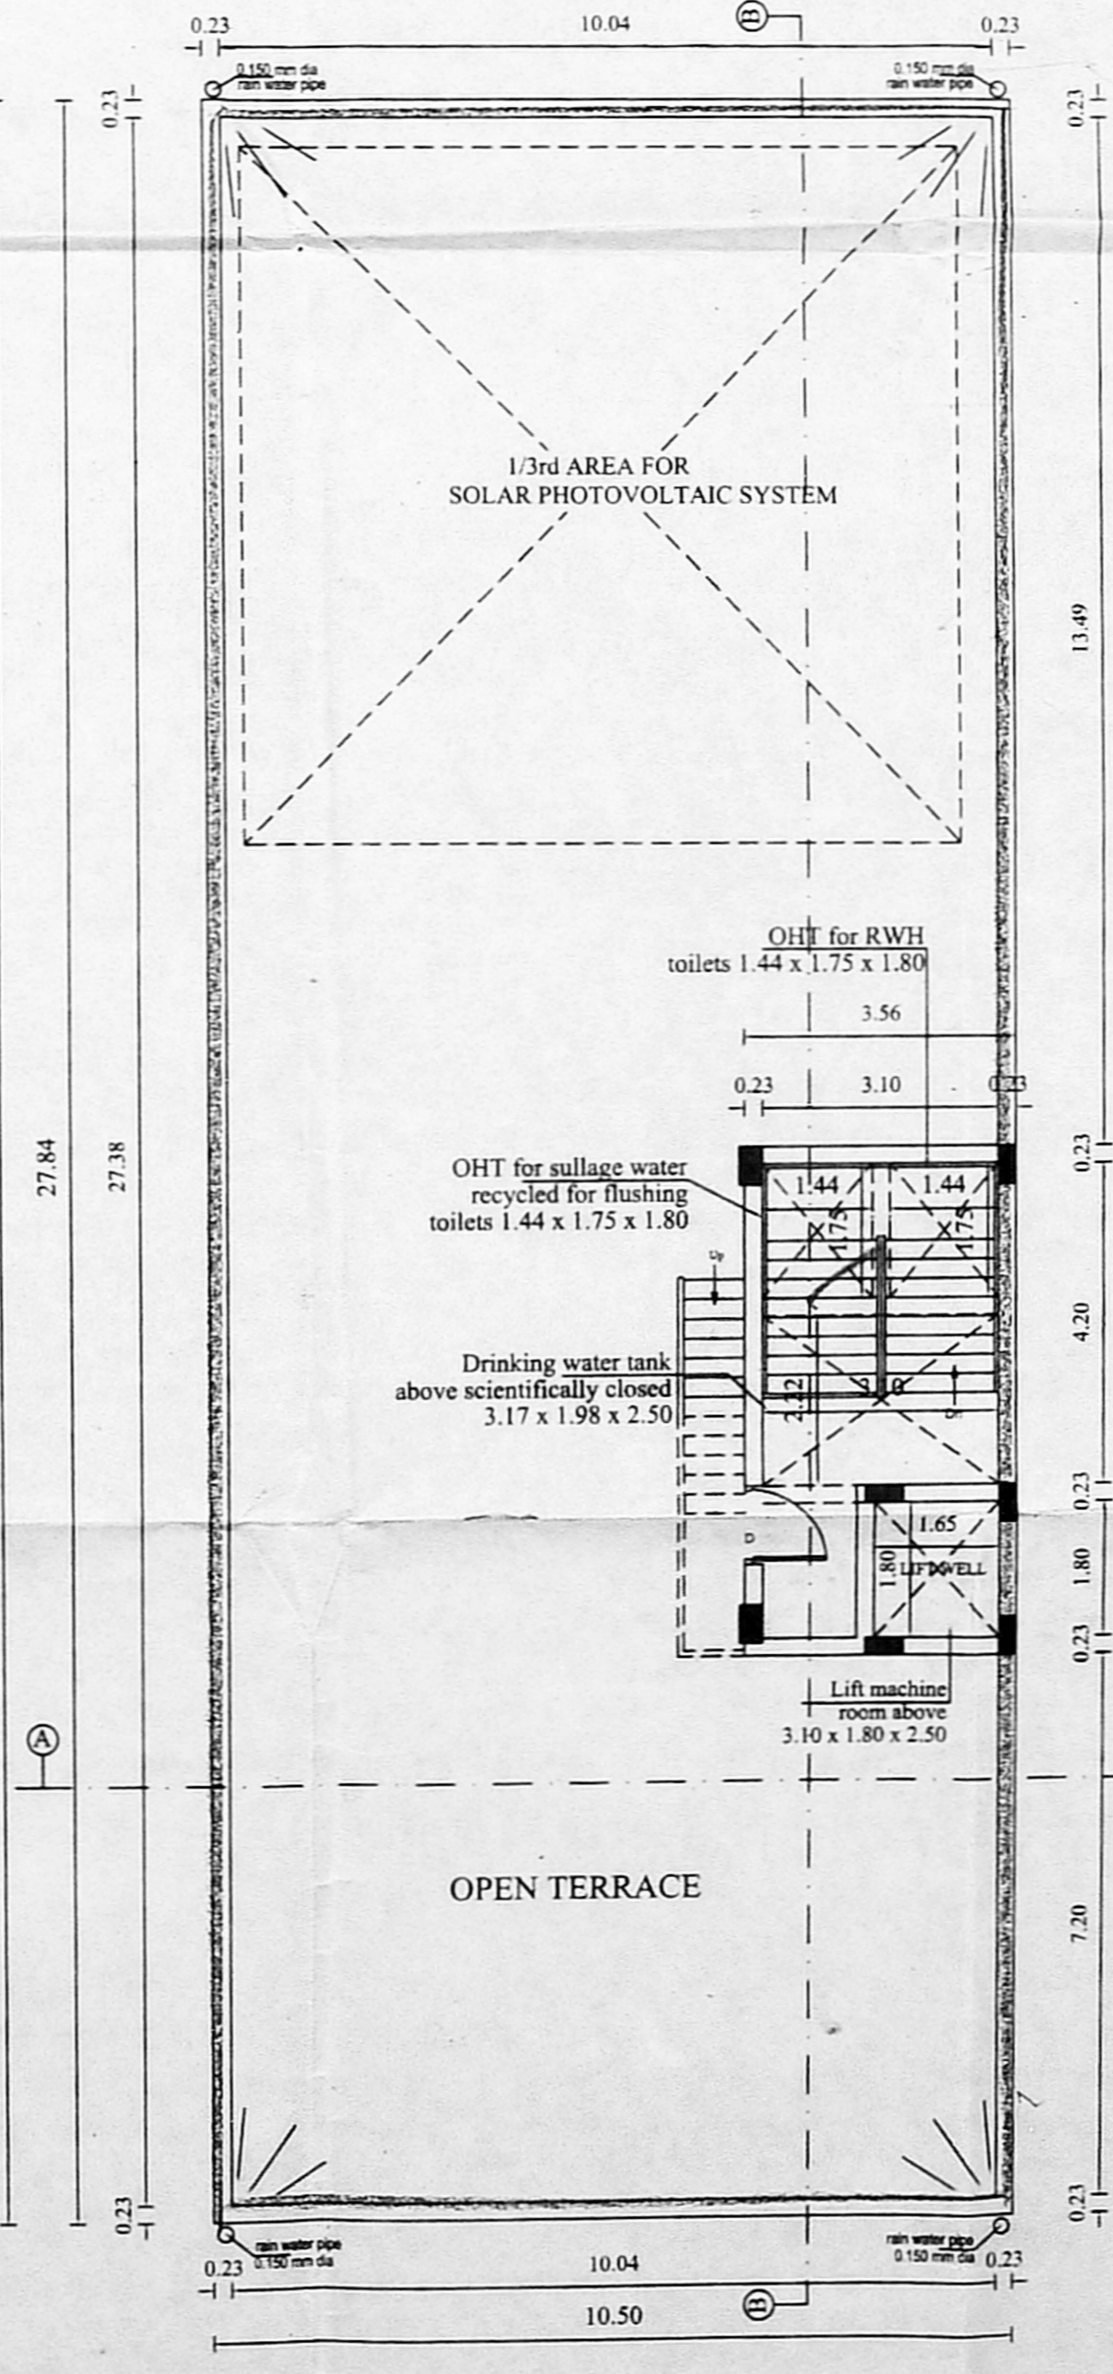 0.23
10.04
B
0.23
0.150 mm dia
rain water pipe
0.150 mm dia
rain water pipe
0.23
0.23
1/3rd AREA FOR
SOLAR PHOTOVOLTAIC SYSTEM
13.49
OHT for RWH
toilets 1.44 x 1.75 x 1.80
3.56
0.23
3.10
0.23
27.84
27.38
0.23
OHT for sullage water
recycled for flushing
toilets 1.44 x 1.75 x 1.80
1.44
1.44
1.75
1.75
Up
4.20
Drinking water tank
above scientifically closed
3.17 x 1.98 x 2.50
2.22
Dn
0.23
D
1.65
1.80
LIFT WELL
1.80
0.23
Lift machine
room above
3.10 x 1.80 x 2.50
A
OPEN TERRACE
7.20
0.23
0.23
rain water pipe
0.150 mm dia
rain water pipe
0.150 mm dia
0.23
10.04
0.23
B
10.50